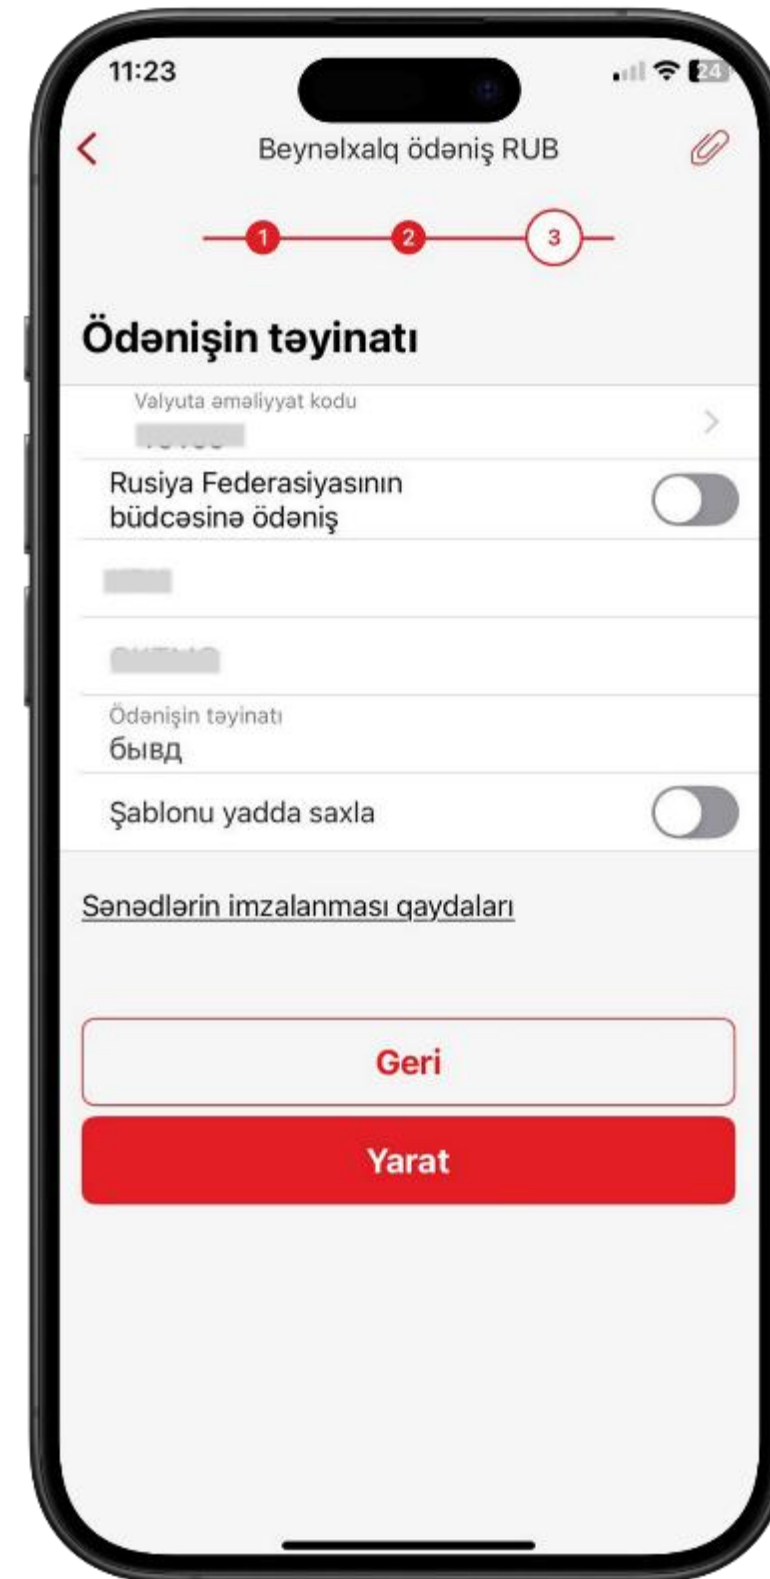 11:23
24
Beynəlxalq ödəniş RUB
1 2 3
Ödənişin təyinatı
Valyuta əməliyyat kodu
Rusiya Federasiyasının
büdcəsinə ödəniş
Ödənişin təyinatı
бывд
Şablonu yadda saxla
Sənədlərin imzalanması qaydaları
Geri
Yarat